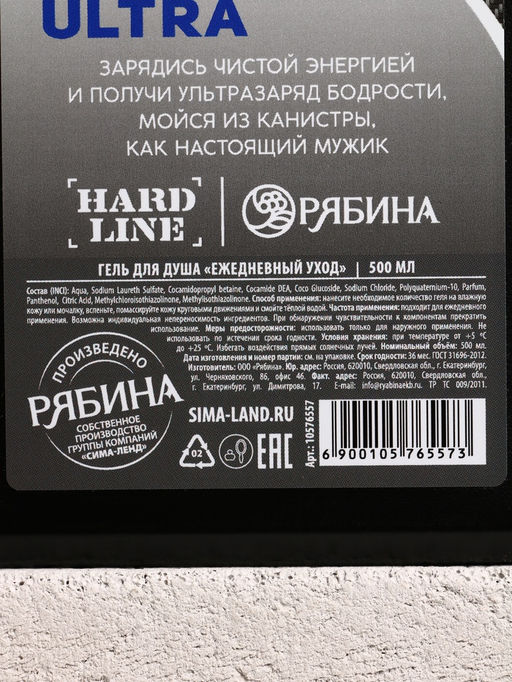 ULTRA
ЗАРЯДИСЬ ЧИСТОЙ ЭНЕРГИЕЙ
И ПОЛУЧИ УЛЬТРАЗАРЯД БОДРОСТИ,
МОЙСЯ ИЗ КАНИСТРЫ,
КАК НАСТОЯЩИЙ МУЖИК
HARD
LINE
РЯБИНА
ГЕЛЬ ДЛЯ ДУША «ЕЖЕДНЕВНЫЙ УХОД» | 500 МЛ
Состав (INCI): Aqua, Sodium Laureth Sulfate, Cocamidopropyl betaine, Cocamide DEA, Coco Glucoside, Sodium Chloride, Polyquaternium-10, Parfum,
Panthenol, Citric Acid, Methylchloroisothiazolinone, Methylisothiazolinone. Способ применения: нанесите необходимое количество геля на влажную
кожу или мочалку, вспеньте, помассируйте кожу круговыми движениями и смойте тёплой водой. Частота применения: подходит для ежедневного
применения. Возможна индивидуальная непереносимость ингредиентов. При обнаружении чувствительности к компонентам прекратить
использование. Меры предосторожности: использовать только для наружного применения. Не
использовать по истечении срока годности. Условия хранения: при температуре от +5 °С
до +25 °С. Избегать воздействия прямых солнечных лучей. Номинальный объём: 500 мл.
Дата изготовления и номер партии: см. на упаковке. Срок годности: 36 мес. ГОСТ 31696-2012.
Изготовитель: ООО «Рябина». Юр. адрес: Россия, 620010, Свердловская обл., г. Екатеринбург,
ул. Черняховского, 86, офис 46. Факт. адрес: Россия, 620010, Свердловская обл.,
г. Екатеринбург, ул. Димитрова, 17. E-mail: info@ryabinaekb.ru. ТР ТС 009/2011.
ПРОИЗВЕДЕНО
РЯБИНА
СОБСТВЕННОЕ
ПРОИЗВОДСТВО
ГРУППЫ КОМПАНИЙ
«СИМА-ЛЕНД»
SIMA-LAND.RU
02
EAC
Арт.: 10576557
6 900105 765573